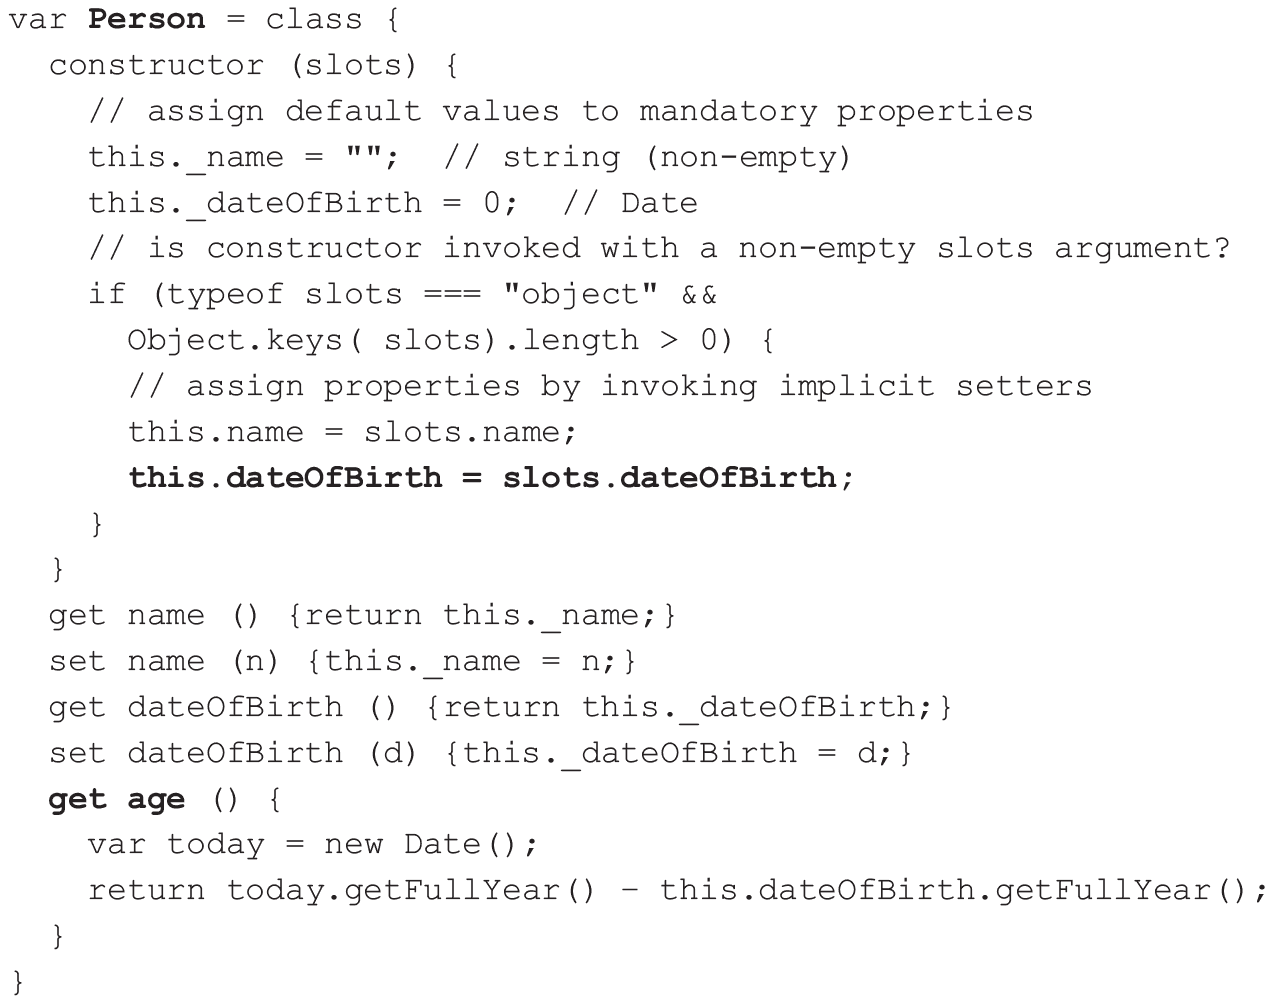 var Person = class {
  constructor (slots) {
    // assign default values to mandatory properties
    this._name = "";  // string (non-empty)
    this._dateOfBirth = 0;  // Date
    // is constructor invoked with a non-empty slots argument?
    if (typeof slots === "object" &&
      Object.keys( slots).length > 0) {
      // assign properties by invoking implicit setters
      this.name = slots.name;
      this.dateOfBirth = slots.dateOfBirth;
    }
  }
  get name () {return this._name;}
  set name (n) {this._name = n;}
  get dateOfBirth () {return this._dateOfBirth;}
  set dateOfBirth (d) {this._dateOfBirth = d;}
  get age () {
    var today = new Date();
    return today.getFullYear() - this.dateOfBirth.getFullYear();
  }
}